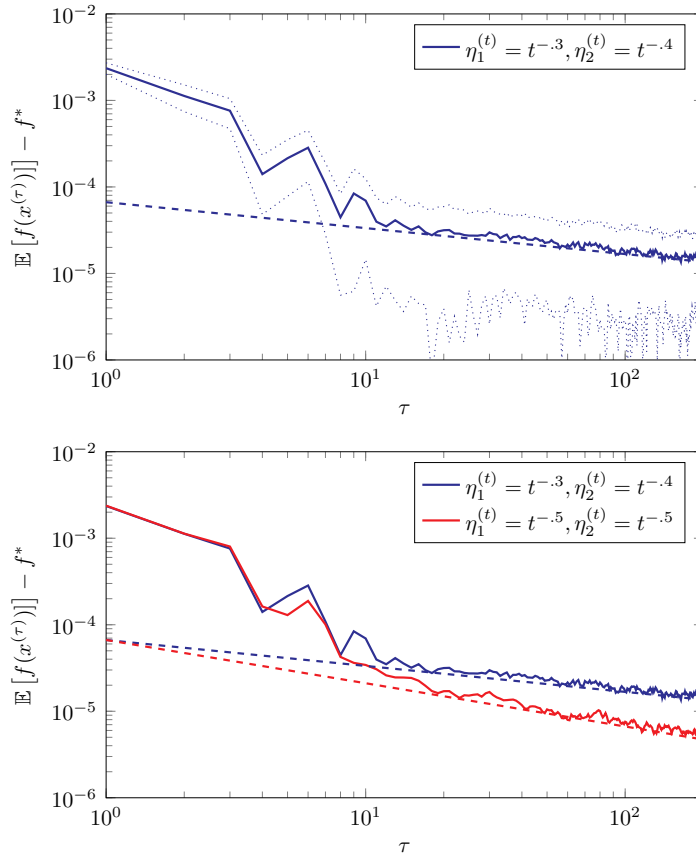 10⁻²
10⁻³
10⁻⁴
10⁻⁵
10⁻⁶
10⁰
10¹
10²
τ
𝔼 [f(x^(τ))]] − f*
η₁^(t) = t^−.3, η₂^(t) = t^−.4
10⁻²
10⁻³
10⁻⁴
10⁻⁵
10⁻⁶
10⁰
10¹
10²
τ
𝔼 [f(x^(τ))]] − f*
η₁^(t) = t^−.3, η₂^(t) = t^−.4
η₁^(t) = t^−.5, η₂^(t) = t^−.5